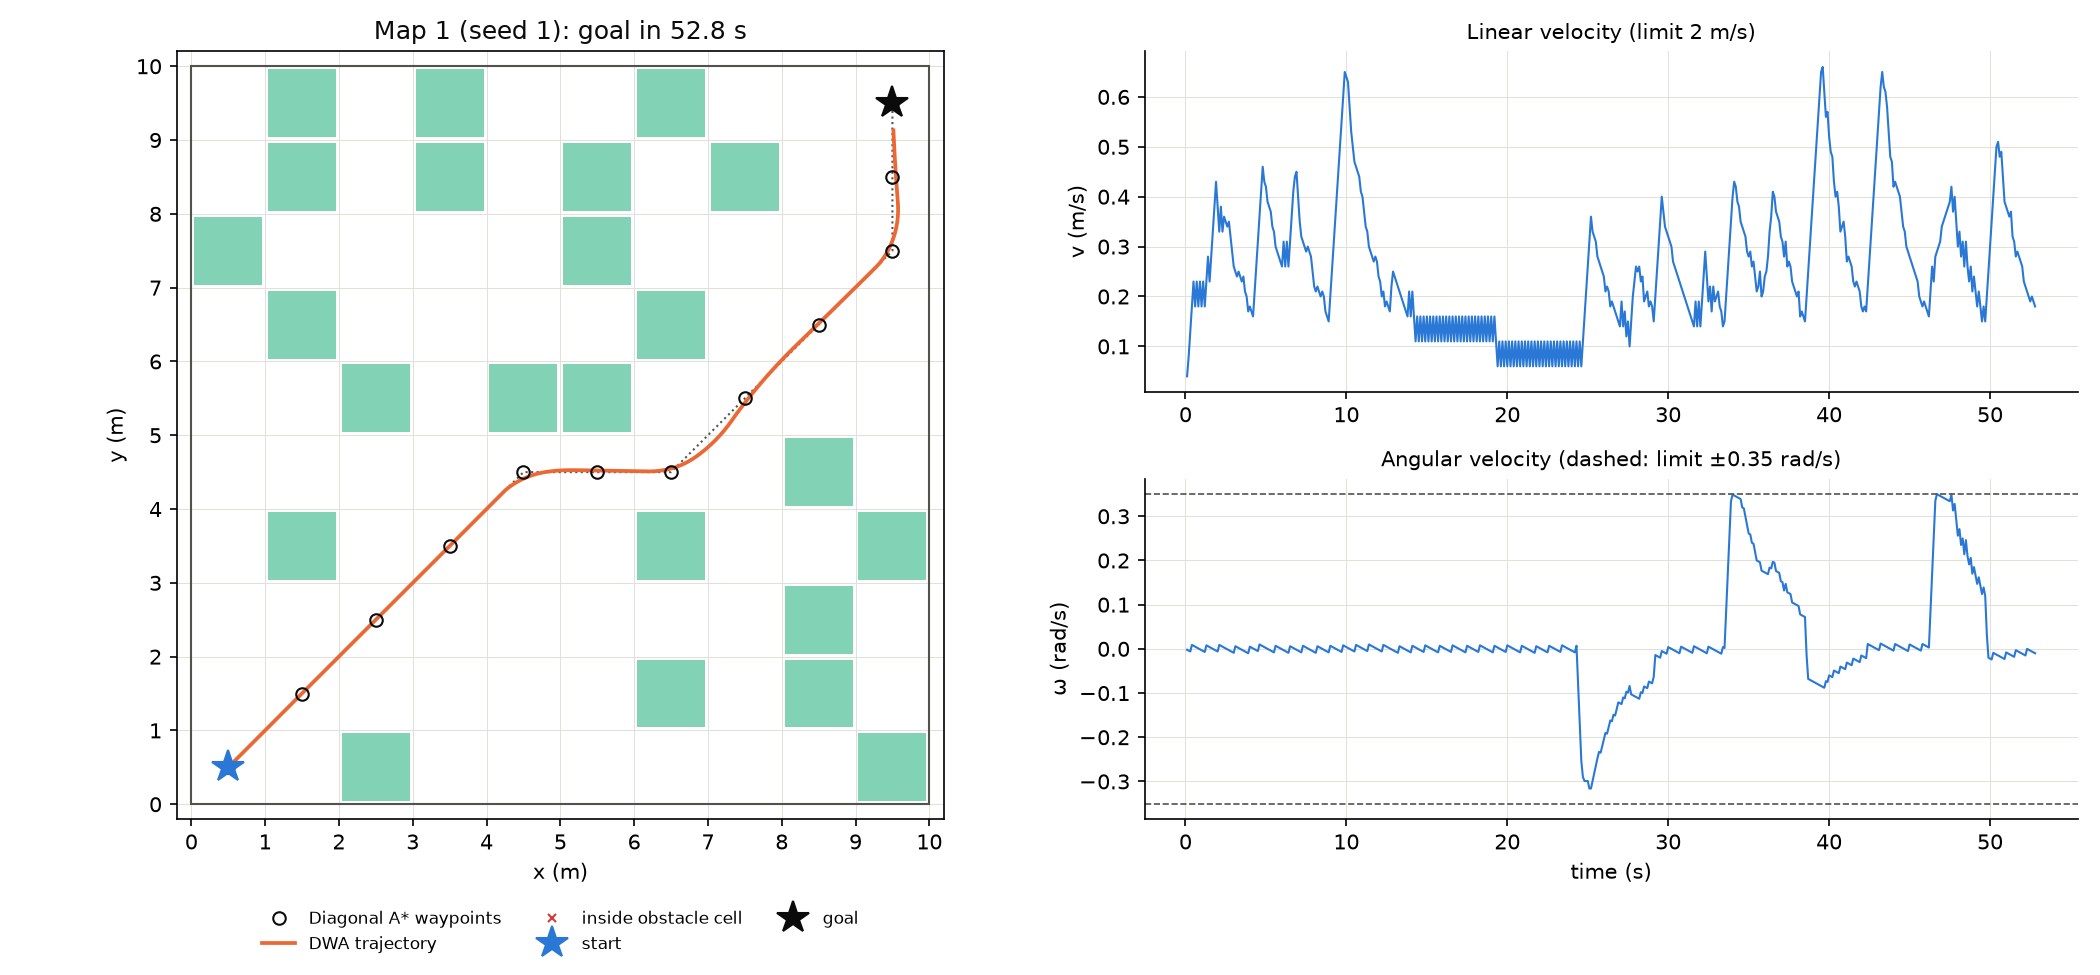 Map 1 (seed 1): goal in 52.8 s
10
9
8
7
6
5
4
3
2
1
0
y (m)
0 1 2 3 4 5 6 7 8 9 10
x (m)
Diagonal A* waypoints
DWA trajectory
inside obstacle cell
start
goal
Linear velocity (limit 2 m/s)
0.6
0.5
0.4
0.3
0.2
0.1
v (m/s)
0 10 20 30 40 50
Angular velocity (dashed: limit ±0.35 rad/s)
0.3
0.2
0.1
0.0
−0.1
−0.2
−0.3
ω (rad/s)
0 10 20 30 40 50
time (s)